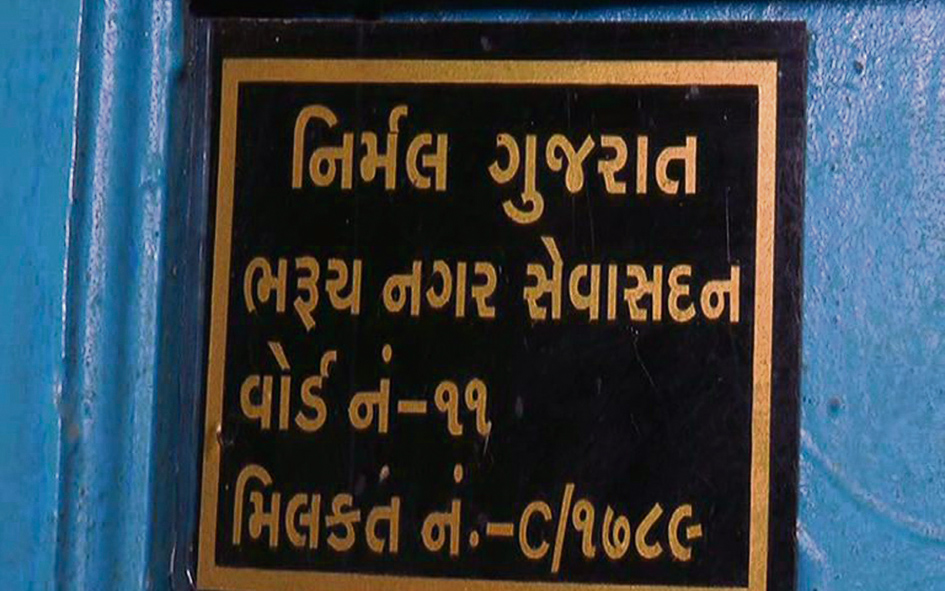 નિર્મલ ગુજરાત
ભરૂચ નગર સેવાસદન
વોર્ડ નં-૧૧
મિલકત નં.-C/૧૭૮૯